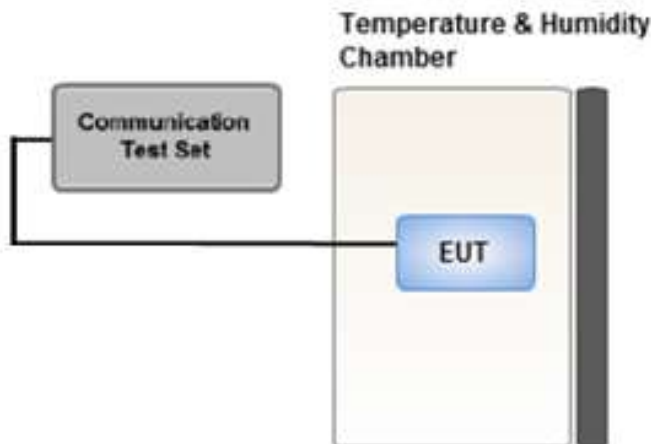 Temperature & Humidity
Chamber
Communication
Test Set
EUT